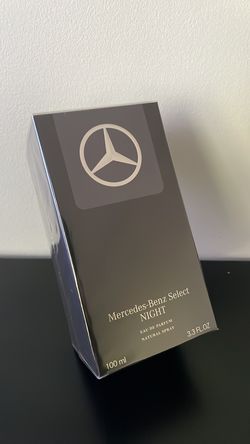 Mercedes-Benz Select
NIGHT
EAU DE PARFUM
NATURAL SPRAY
100 ml
3.3 FL.OZ